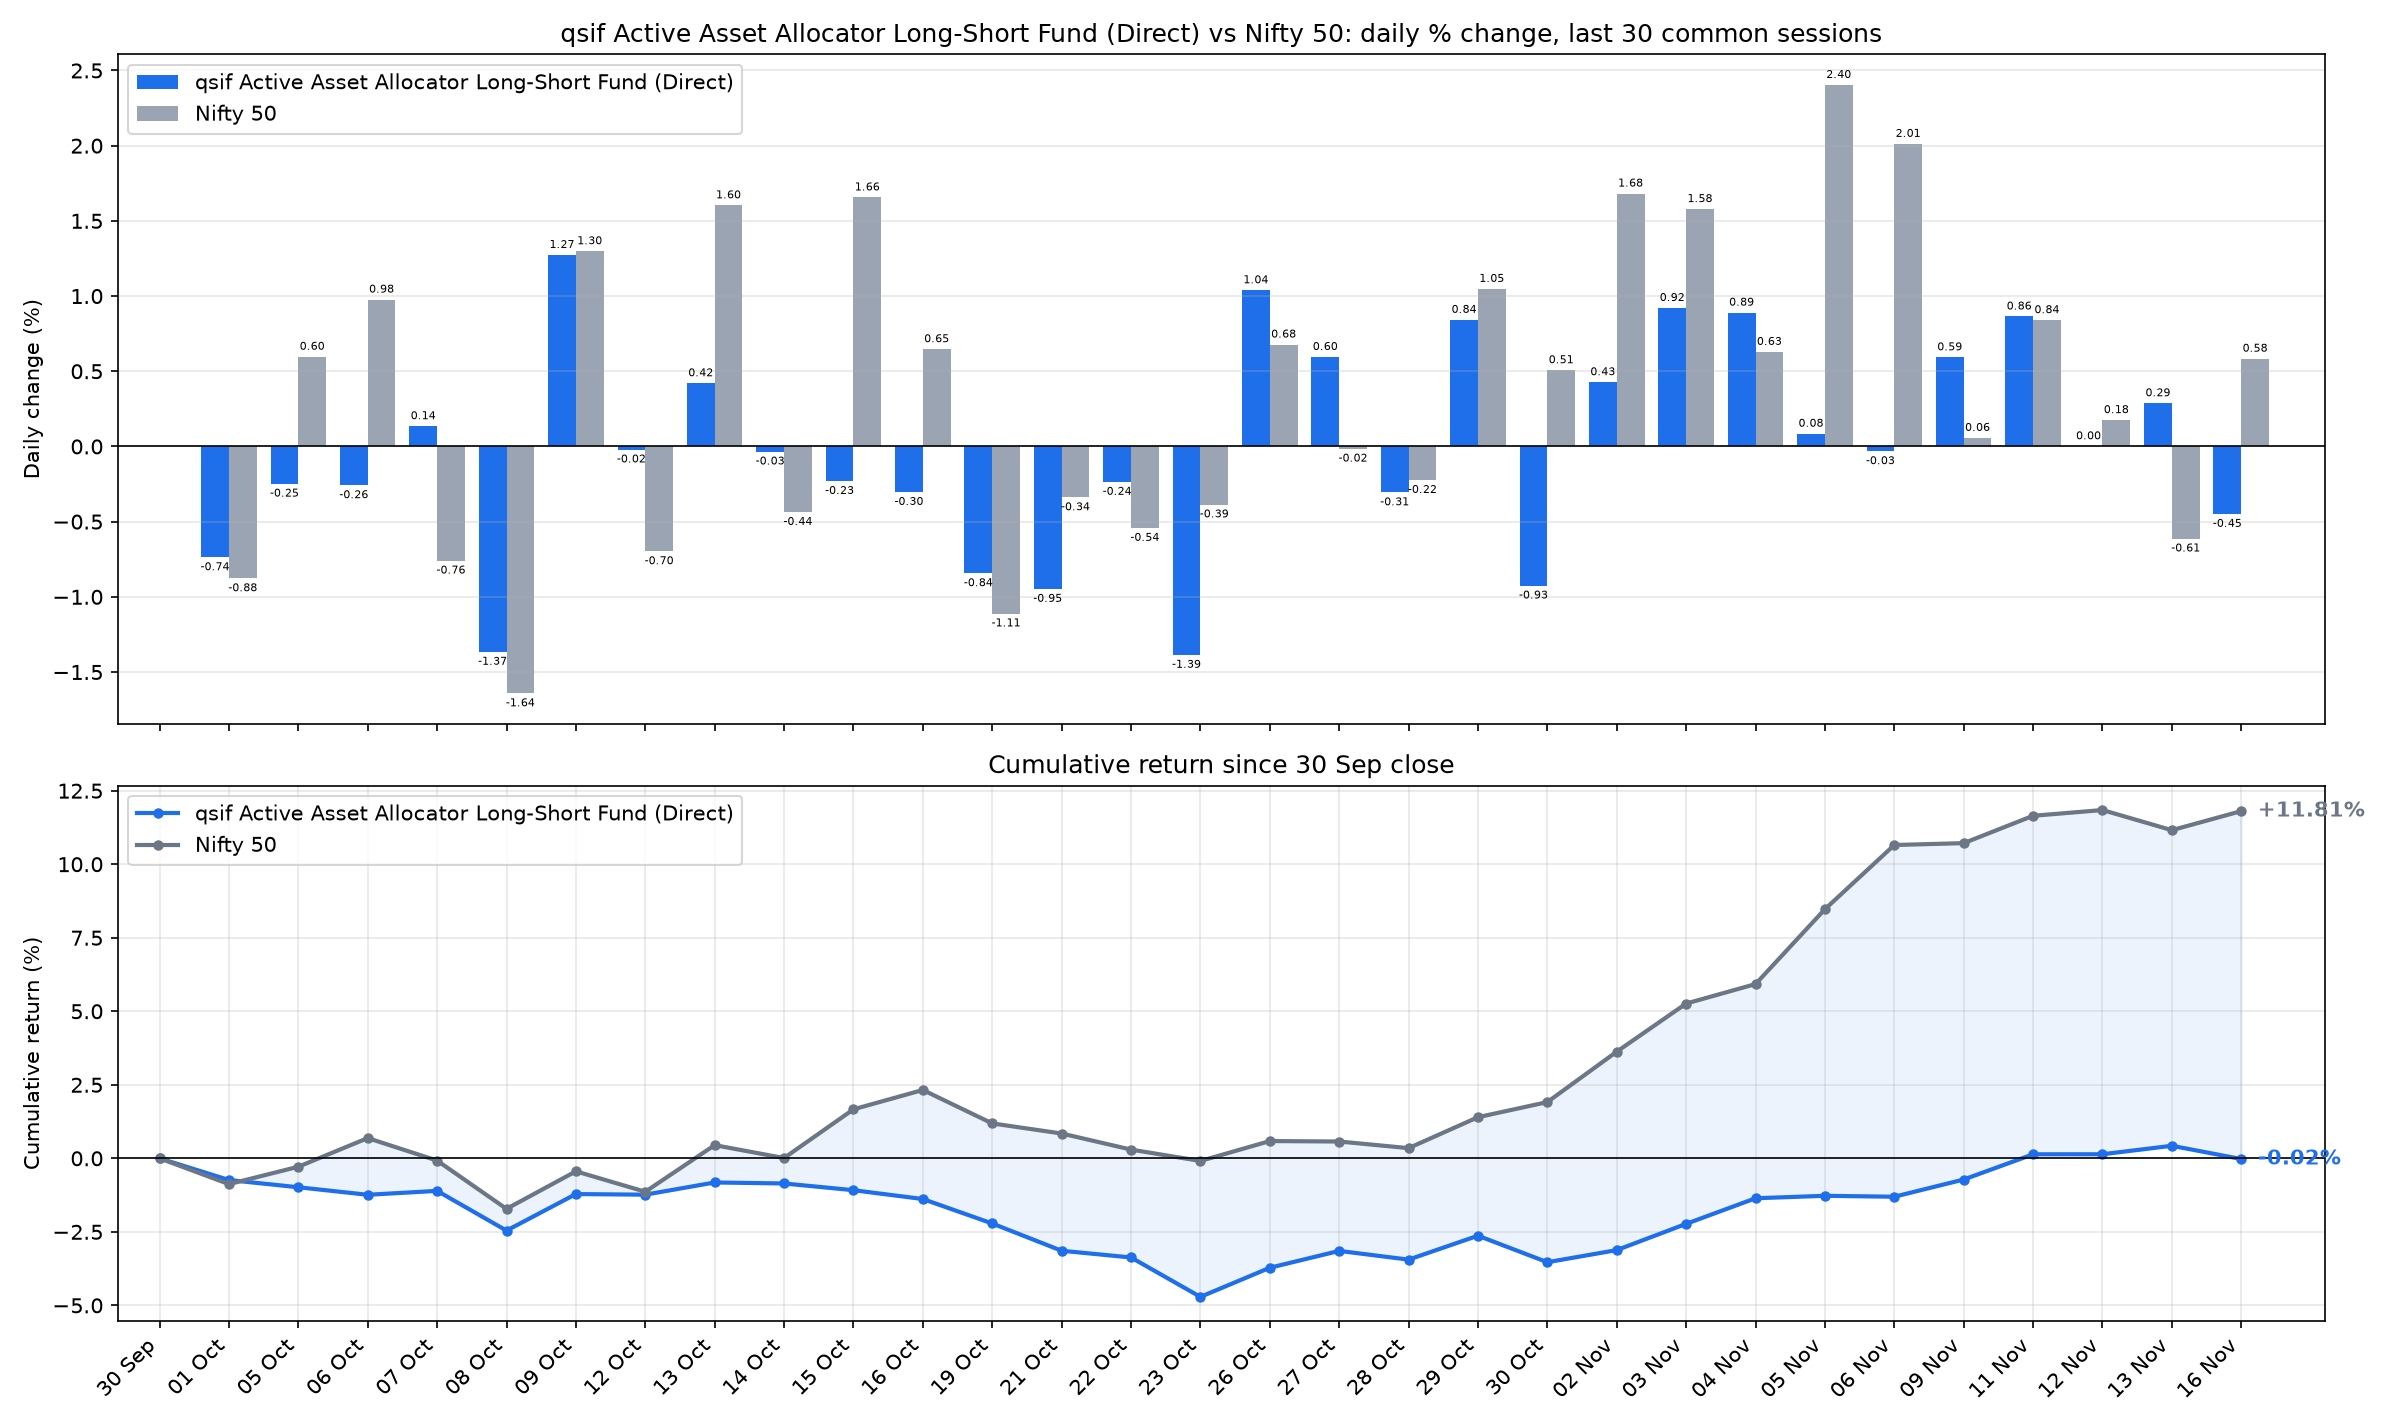 qsif Active Asset Allocator Long-Short Fund (Direct) vs Nifty 50: daily % change, last 30 common sessions
qsif Active Asset Allocator Long-Short Fund (Direct)
Nifty 50
Daily change (%)
2.5
2.0
1.5
1.0
0.5
0.0
−0.5
−1.0
−1.5
-0.74
-0.88
-0.25
0.60
-0.26
0.98
0.14
-0.76
-1.37
-1.64
1.27
1.30
-0.02
-0.70
0.42
1.60
-0.03
-0.44
-0.23
1.66
-0.30
0.65
-0.84
-1.11
-0.95
-0.34
-0.24
-0.54
-1.39
-0.39
1.04
0.68
0.60
-0.02
-0.31
-0.22
0.84
1.05
-0.93
0.51
0.43
1.68
0.92
1.58
0.89
0.63
0.08
2.40
-0.03
2.01
0.59
0.06
0.86
0.84
0.00
0.18
0.29
-0.61
-0.45
0.58
Cumulative return since 30 Sep close
qsif Active Asset Allocator Long-Short Fund (Direct)
Nifty 50
Cumulative return (%)
12.5
10.0
7.5
5.0
2.5
0.0
−2.5
−5.0
+11.81%
-0.02%
30 Sep
01 Oct
05 Oct
06 Oct
07 Oct
08 Oct
09 Oct
12 Oct
13 Oct
14 Oct
15 Oct
16 Oct
19 Oct
21 Oct
22 Oct
23 Oct
26 Oct
27 Oct
28 Oct
29 Oct
30 Oct
02 Nov
03 Nov
04 Nov
05 Nov
06 Nov
09 Nov
11 Nov
12 Nov
13 Nov
16 Nov